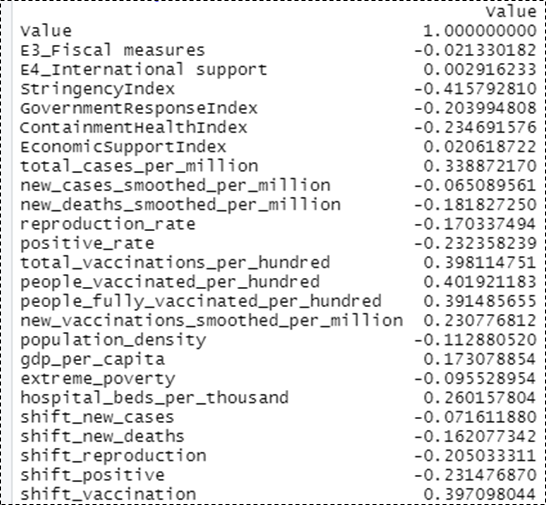 Value
Value 1.000000000
E3_Fiscal measures -0.021330182
E4_International support 0.002916233
StringencyIndex -0.415792810
GovernmentResponseIndex -0.203994808
ContainmentHealthIndex -0.234691576
EconomicSupportIndex 0.020618722
total_cases_per_million 0.338872170
new_cases_smoothed_per_million -0.065089561
new_deaths_smoothed_per_million -0.181827250
reproduction_rate -0.170337494
positive_rate -0.232358239
total_vaccinations_per_hundred 0.398114751
people_vaccinated_per_hundred 0.401921183
people_fully_vaccinated_per_hundred 0.391485655
new_vaccinations_smoothed_per_million 0.230776812
population_density -0.112880520
gdp_per_capita 0.173078854
extreme_poverty -0.095528954
hospital_beds_per_thousand 0.260157804
shift_new_cases -0.071611880
shift_new_deaths -0.162077342
shift_reproduction -0.205033311
shift_positive -0.231476870
shift_vaccination 0.397098044